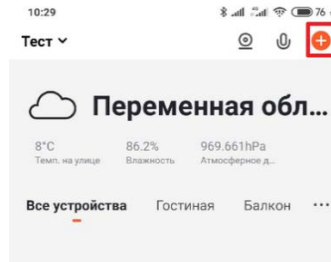 10:29 76
Тест
Переменная обл...
8°C 86.2% 969.661hPa
Темп. на улице Влажность Атмосферное д...
Все устройства Гостиная Балкон ...